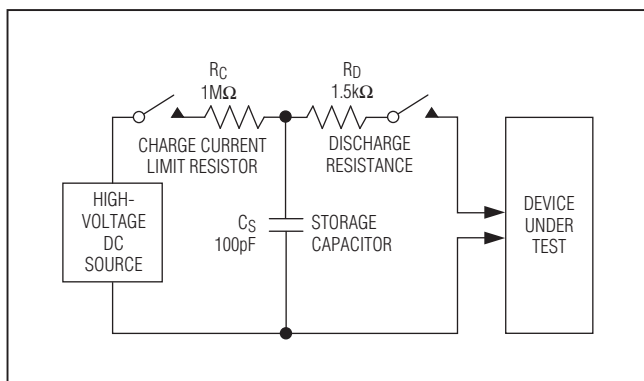 RC
1MΩ
CHARGE CURRENT
LIMIT RESISTOR
RD
1.5kΩ
DISCHARGE
RESISTANCE
HIGH-
VOLTAGE
DC
SOURCE
CS
100pF
STORAGE
CAPACITOR
DEVICE
UNDER
TEST